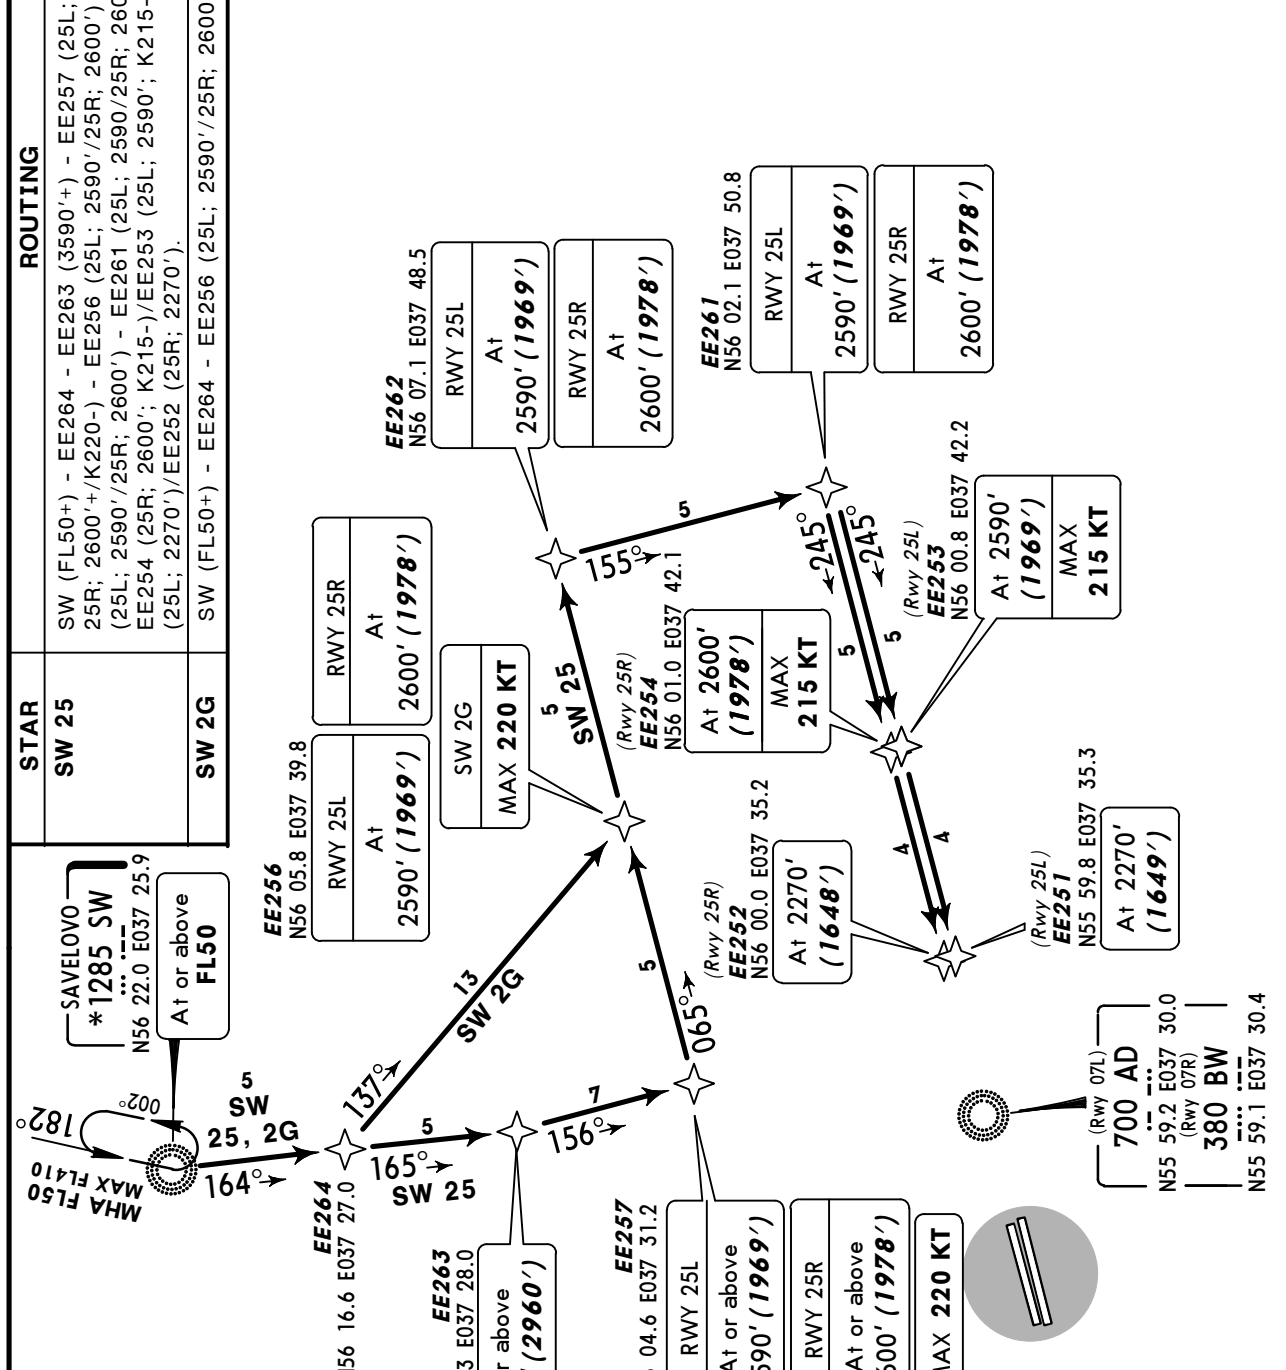 STAR
ROUTING
SW 25
SW (FL50+) - EE264 - EE263 (3590'+) - EE257 (25L;
25R; 2600'+/K220-) - EE256 (25L; 2590'/25R; 2600')
(25L; 2590'/25R; 2600') - EE261 (25L; 2590/25R; 260
EE254 (25R; 2600'; K215-)/EE253 (25L; 2590'; K215-
(25L; 2270')/EE252 (25R; 2270').
SW 2G
SW (FL50+) - EE264 - EE256 (25L; 2590'/25R; 2600
SAVELOVO
*1285 SW
N56 22.0 E037 25.9
At or above
FL50
182°
002°
MHA FL50
MAX FL410
5
SW
25, 2G
164°
EE264
N56 16.6 E037 27.0
137°
13
SW 2G
165°
5
SW 25
EE263
3 E037 28.0
r above
(2960')
156°
7
EE257
04.6 E037 31.2
RWY 25L
At or above
590' (1969')
RWY 25R
At or above
600' (1978')
MAX 220 KT
065°
5
EE256
N56 05.8 E037 39.8
RWY 25L
At
2590' (1969')
RWY 25R
At
2600' (1978')
SW 2G
MAX 220 KT
5
SW 25
EE262
N56 07.1 E037 48.5
RWY 25L
At
2590' (1969')
RWY 25R
At
2600' (1978')
155°
5
EE261
N56 02.1 E037 50.8
RWY 25L
At
2590' (1969')
RWY 25R
At
2600' (1978')
245°
245°
5
5
(Rwy 25R)
EE254
N56 01.0 E037 42.1
At 2600'
(1978')
MAX
215 KT
(Rwy 25L)
EE253
N56 00.8 E037 42.2
At 2590'
(1969')
MAX
215 KT
4
4
(Rwy 25R)
EE252
N56 00.0 E037 35.2
At 2270'
(1648')
(Rwy 25L)
EE251
N55 59.8 E037 35.3
At 2270'
(1649')
(Rwy 07L)
700 AD
N55 59.2 E037 30.0
(Rwy 07R)
380 BW
N55 59.1 E037 30.4